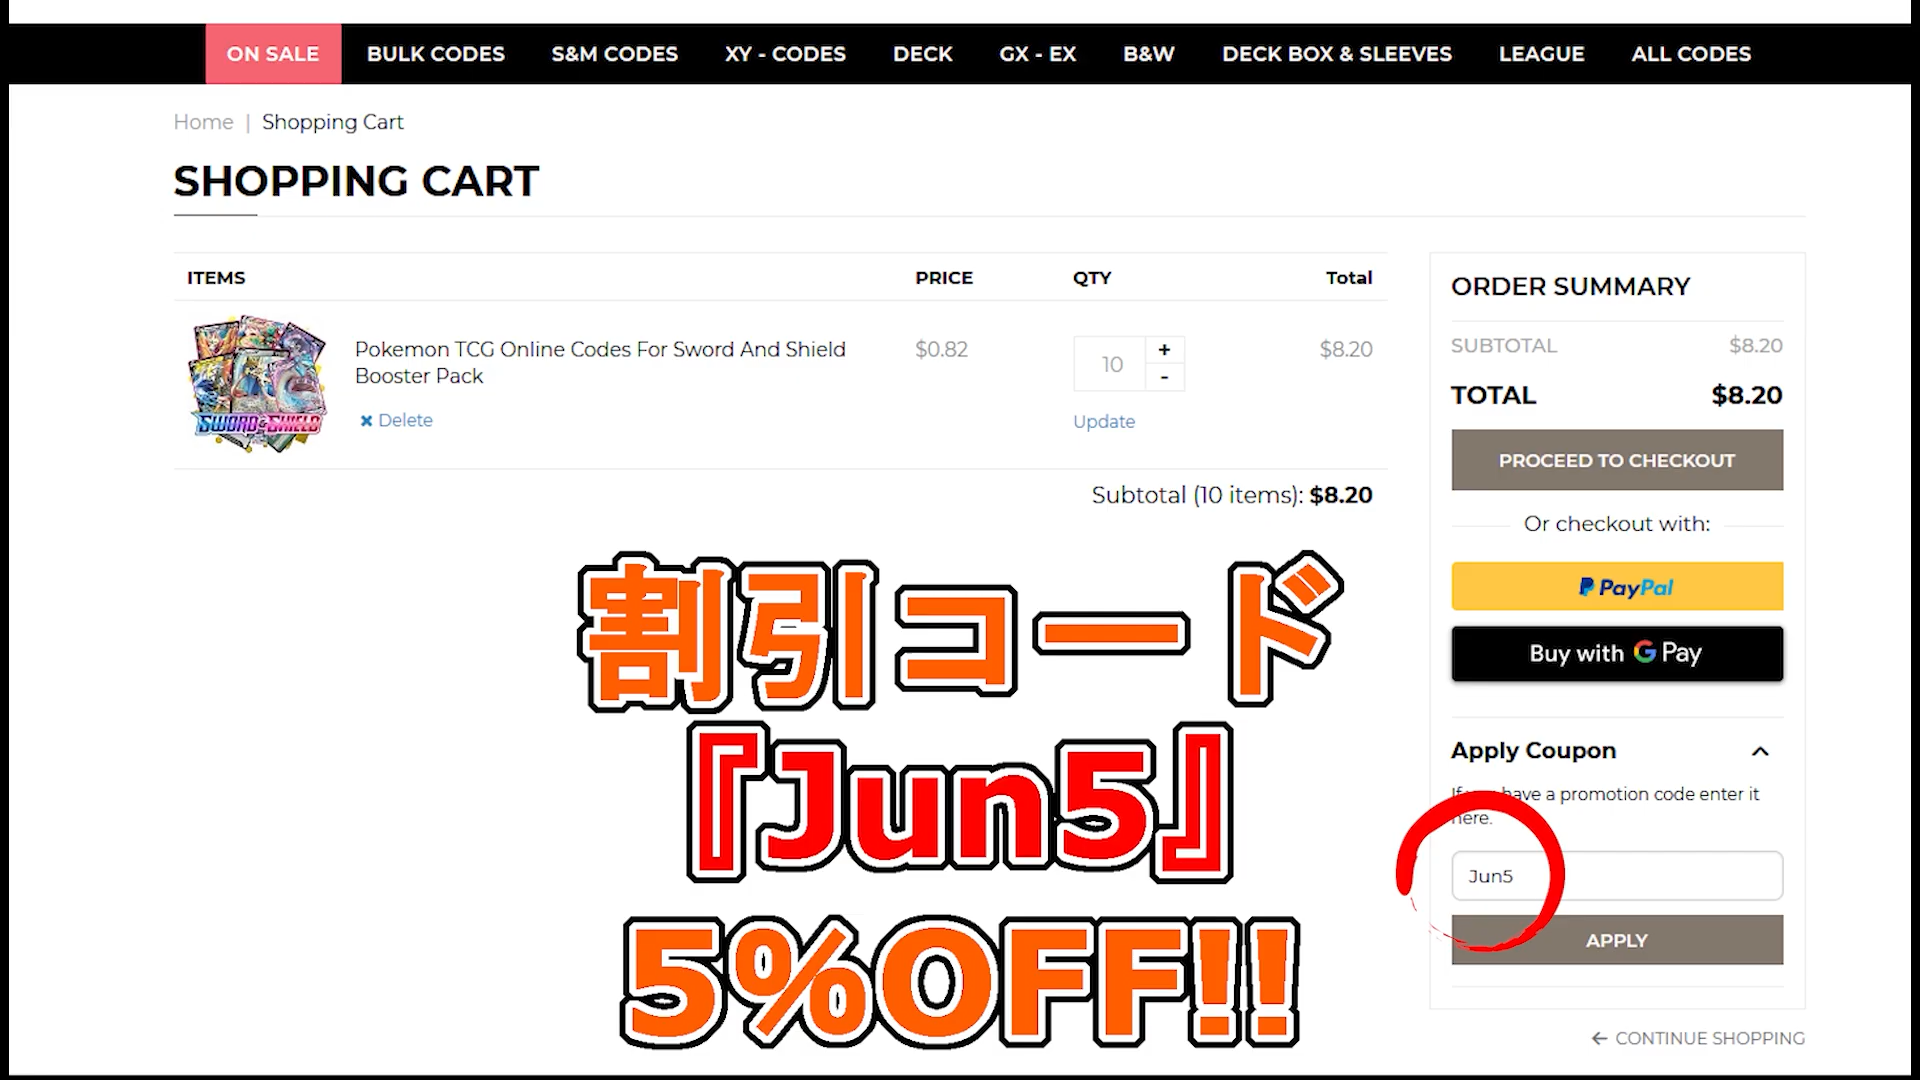 ON SALE BULK CODES S&M CODES XY - CODES DECK GX - EX B&W DECK BOX & SLEEVES LEAGUE ALL CODES
Home | Shopping Cart
SHOPPING CART
ITEMS PRICE QTY Total
Pokemon TCG Online Codes For Sword And Shield
Booster Pack
$0.82
10
+
-
$8.20
SWORD & SHIELD
× Delete
Update
Subtotal (10 items): $8.20
ORDER SUMMARY
SUBTOTAL $8.20
TOTAL $8.20
PROCEED TO CHECKOUT
Or checkout with:
PayPal
Buy with G Pay
Apply Coupon
If you have a promotion code enter it
here.
Jun5
APPLY
← CONTINUE SHOPPING
割引コード
『Jun5』
5%OFF!!